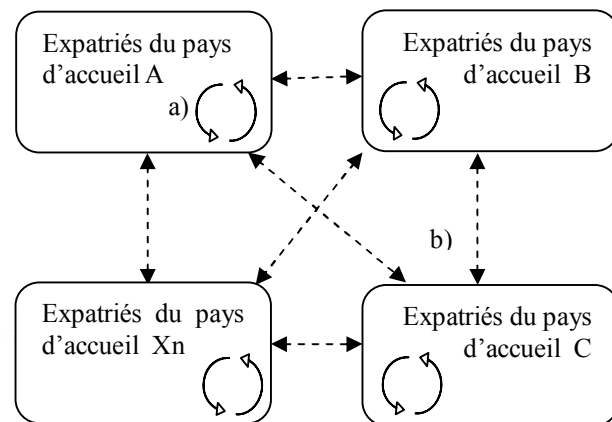 Expatriés du pays
d'accueil A
a)
Expatriés du pays
d'accueil B
b)
Expatriés du pays
d'accueil Xn
Expatriés du pays
d'accueil C